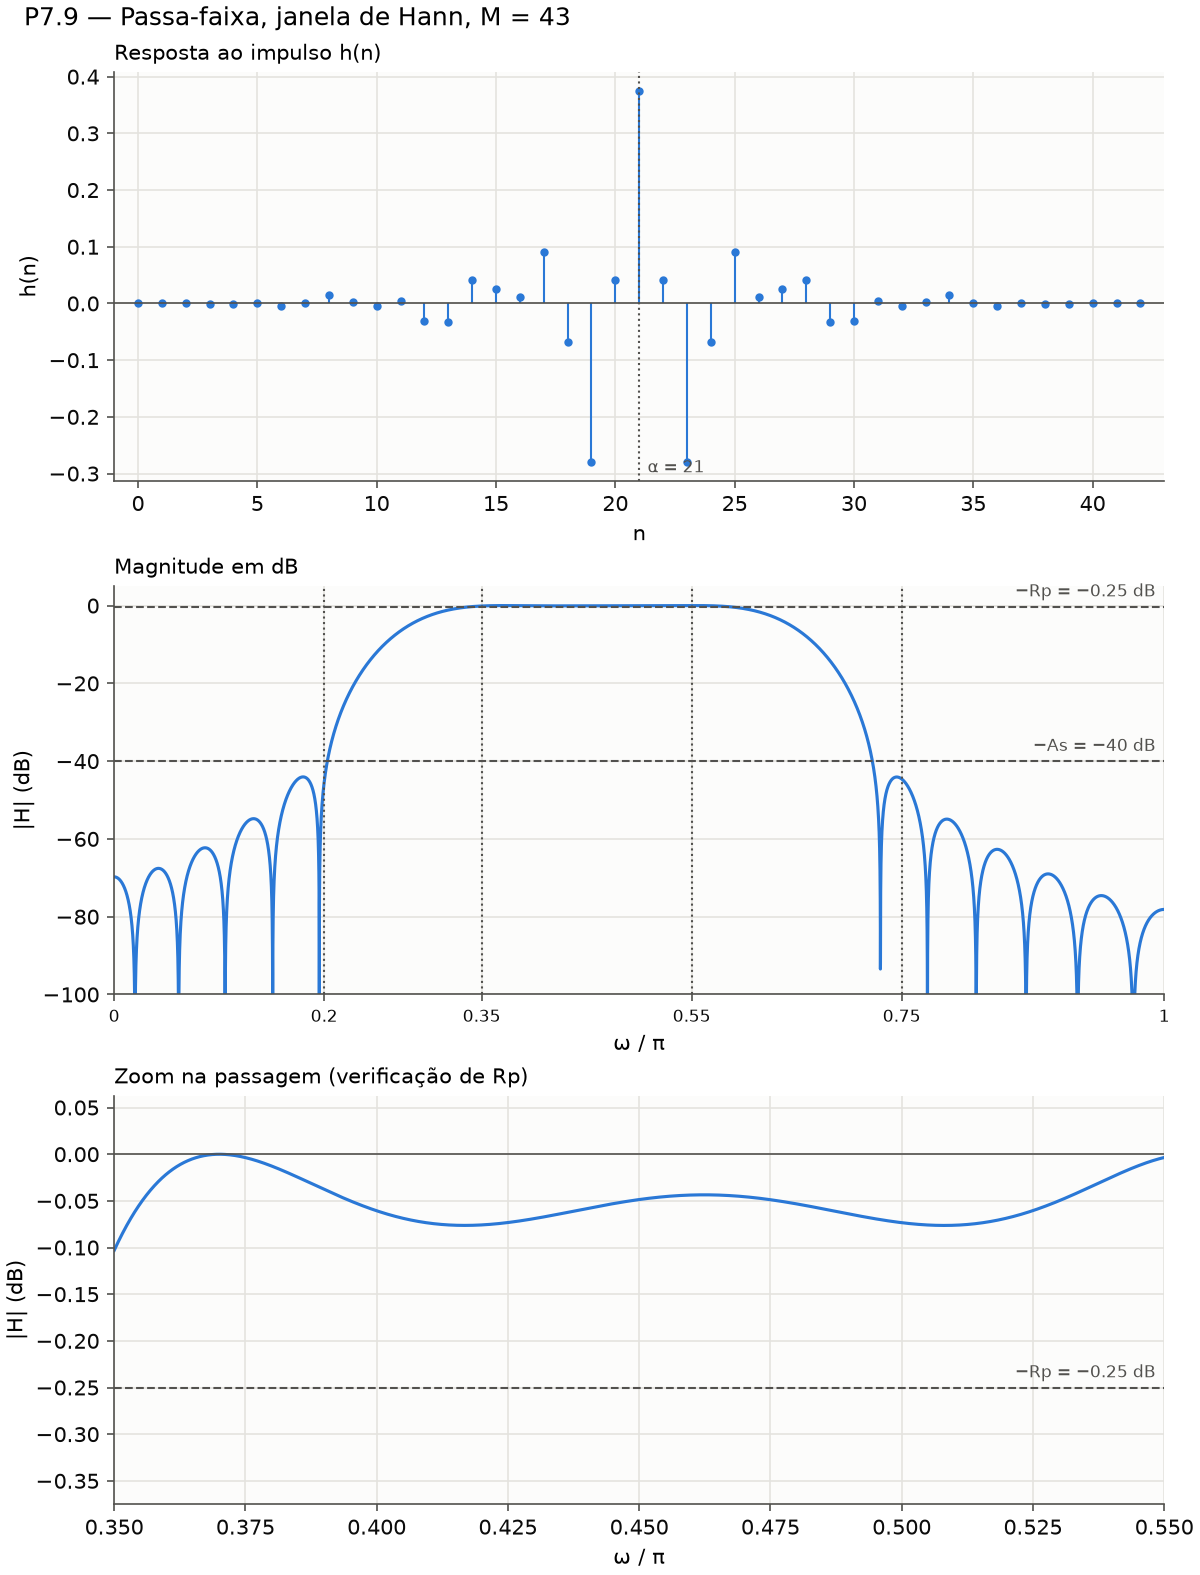 P7.9 — Passa-faixa, janela de Hann, M = 43
Resposta ao impulso h(n)
0.4
0.3
0.2
0.1
0.0
−0.1
−0.2
−0.3
h(n)
α = 21
0 5 10 15 20 25 30 35 40
n
Magnitude em dB
−Rp = −0.25 dB
−As = −40 dB
0
−20
−40
−60
−80
−100
|H| (dB)
0 0.2 0.35 0.55 0.75 1
ω / π
Zoom na passagem (verificação de Rp)
0.05
0.00
−0.05
−0.10
−0.15
−0.20
−0.25
−0.30
−0.35
|H| (dB)
−Rp = −0.25 dB
0.350 0.375 0.400 0.425 0.450 0.475 0.500 0.525 0.550
ω / π